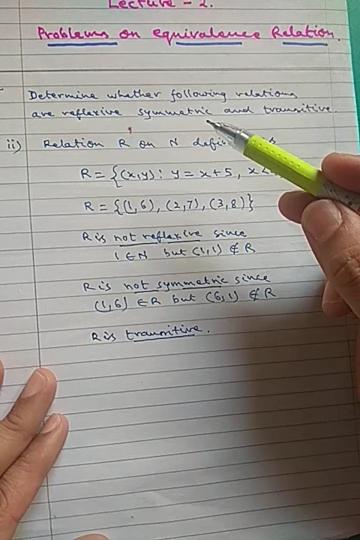 Lecture - 2.
Problems on equivalence Relation.
Determine whether following relations
are reflexive symmetric and transitive
ii) Relation R on N
R = {(x,y): y = x+5, x<
R = {(1,6), (2,7), (3,8)}
R is not reflexive since
1 ∈ N but (1,1) ∉ R
R is not symmetric since
(1,6) ∈ R but (6,1) ∉ R
R is transitive.